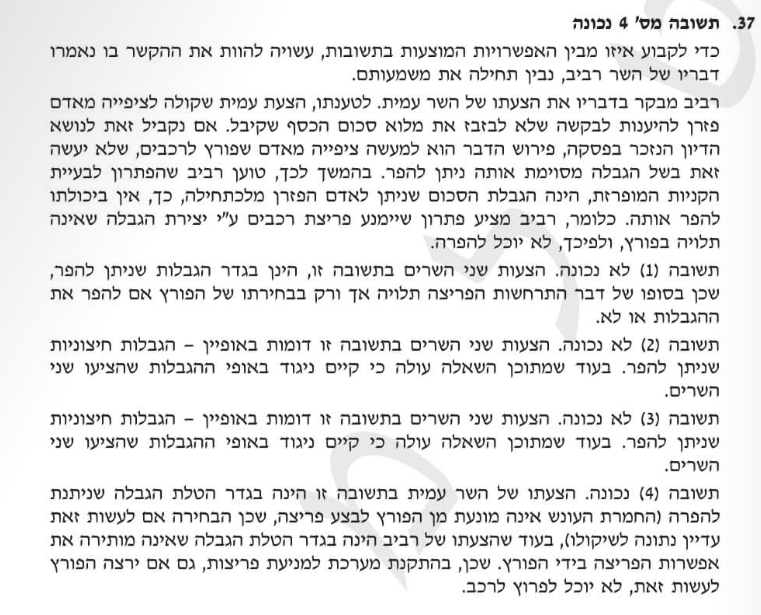 37. תשובה מס' 4 נכונה
כדי לקבוע איזו מבין האפשרויות המוצעות בתשובות, עשויה להוות את ההקשר בו נאמרו
דבריו של השר רביב, נבין תחילה את משמעותם.
רביב מבקר בדבריו את הצעתו של השר עמית. לטענתו, הצעת עמית שקולה לציפייה מאדם
פזרן להיענות לבקשה שלא לבזבז את מלוא סכום הכסף שקיבל. אם נקביל זאת לנושא
הדיון הנזכר בפסקה, פירוש הדבר הוא למעשה ציפייה מאדם שפורץ לרכבים, שלא יעשה
זאת בשל הגבלה מסוימת אותה ניתן להפר. בהמשך לכך, טוען רביב שהפתרון לבעיית
הקניות המופרזת, הינה הגבלת הסכום שניתן לאדם הפזרן מלכתחילה, כך, אין ביכולתו
להפר אותה. כלומר, רביב מציע פתרון שיימנע פריצת רכבים ע"י יצירת הגבלה שאינה
תלויה בפורץ, ולפיכך, לא יוכל להפרה.
תשובה (1) לא נכונה. הצעות שני השרים בתשובה זו, הינן בגדר הגבלות שניתן להפר,
שכן בסופו של דבר התרחשות הפריצה תלויה אך ורק בבחירתו של הפורץ אם להפר את
ההגבלות או לא.
תשובה (2) לא נכונה. הצעות שני השרים בתשובה זו דומות באופיין – הגבלות חיצוניות
שניתן להפר. בעוד שמתוכן השאלה עולה כי קיים ניגוד באופי ההגבלות שהציעו שני
השרים.
תשובה (3) לא נכונה. הצעות שני השרים בתשובה זו דומות באופיין – הגבלות חיצוניות
שניתן להפר. בעוד שמתוכן השאלה עולה כי קיים ניגוד באופי ההגבלות שהציעו שני
השרים.
תשובה (4) נכונה. הצעתו של השר עמית בתשובה זו הינה בגדר הטלת הגבלה שניתנת
להפרה (החמרת העונש אינה מונעת מן הפורץ לבצע פריצה, שכן הבחירה אם לעשות זאת
עדיין נתונה לשיקולו), בעוד שהצעתו של רביב הינה בגדר הטלת הגבלה שאינה מותירה את
אפשרות הפריצה בידי הפורץ. שכן, בהתקנת מערכת למניעת פריצות, גם אם ירצה הפורץ
לעשות זאת, לא יוכל לפרוץ לרכב.